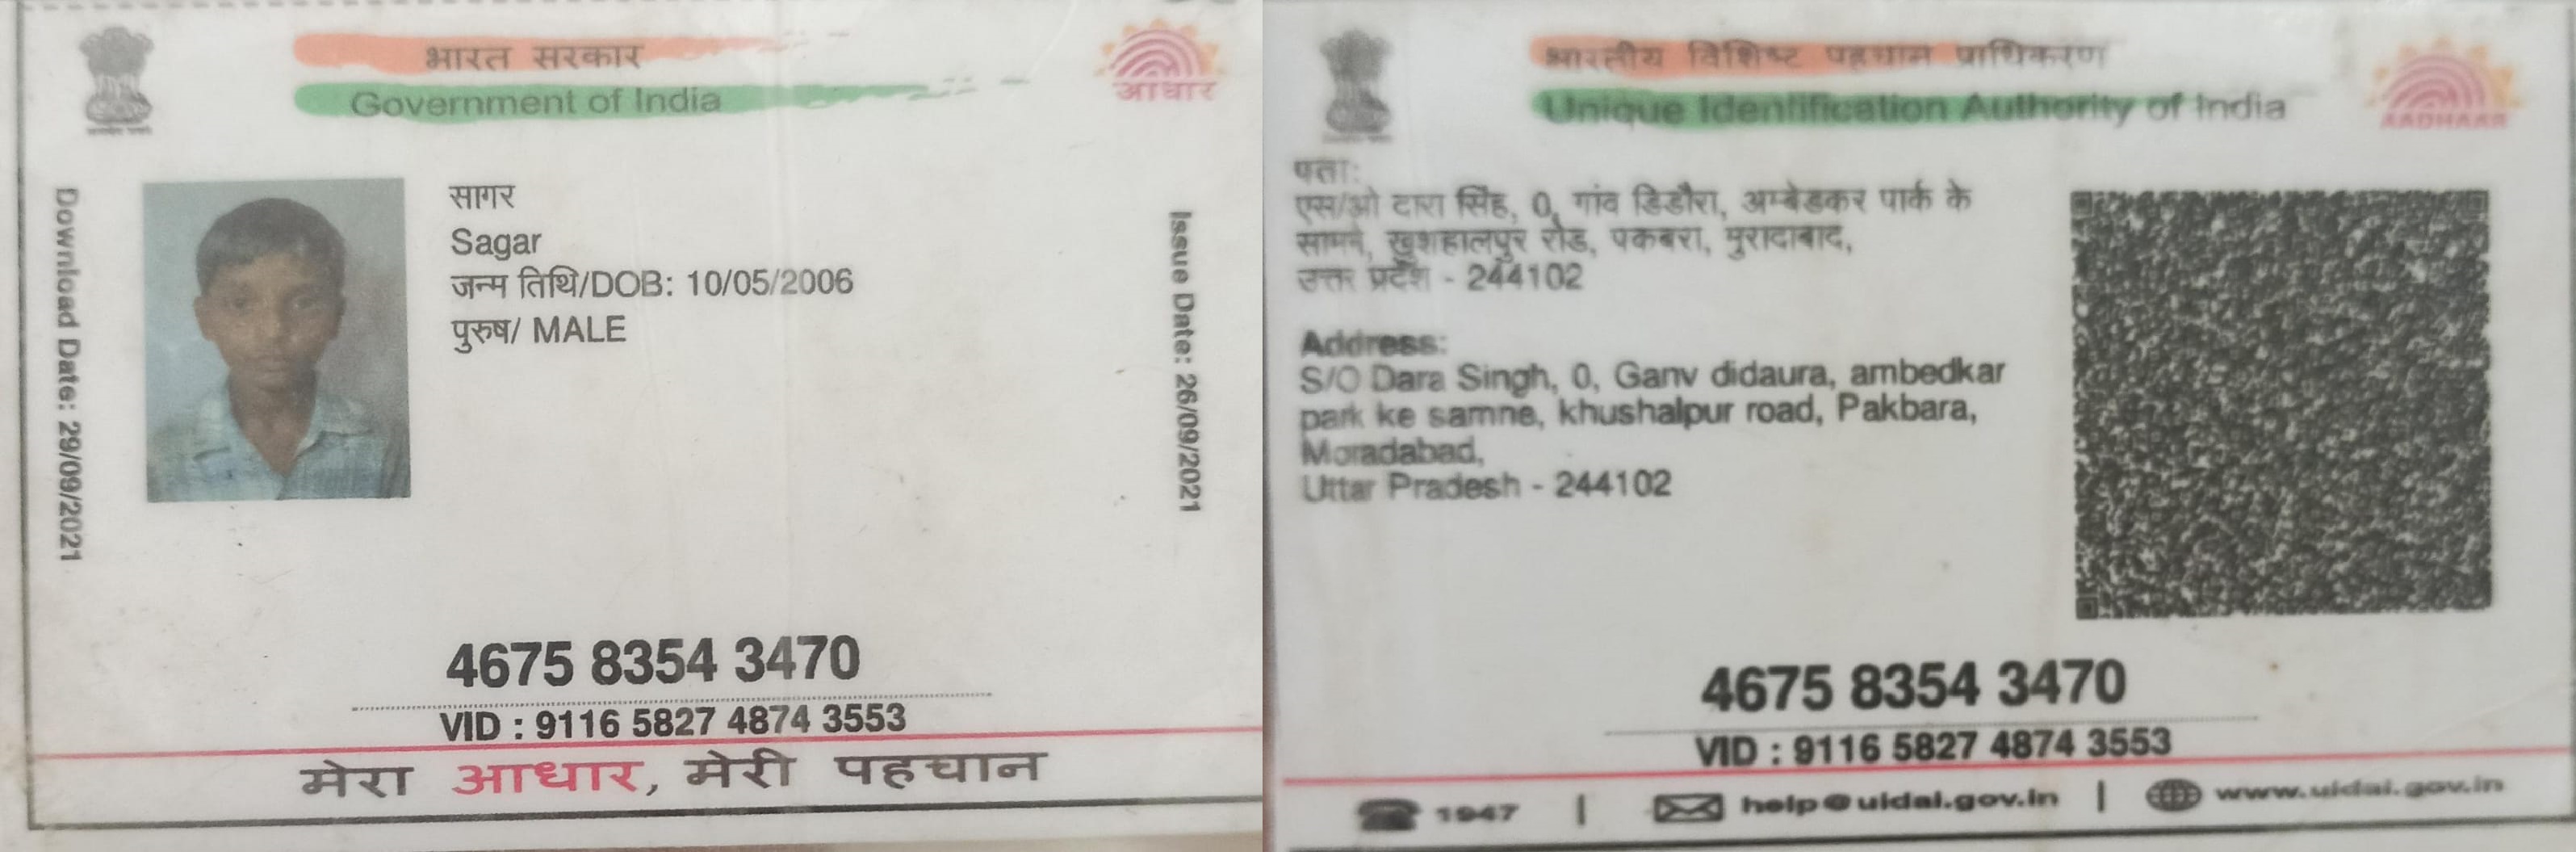 भारत सरकार
Government of India
आधार
Download Date: 29/09/2021
सागर
Sagar
जन्म तिथि/DOB: 10/05/2006
पुरुष/ MALE
Issue Date: 26/09/2021
4675 8354 3470
VID : 9116 5827 4874 3553
मेरा आधार, मेरी पहचान
भारतीय विशिष्ट पहचान प्राधिकरण
Unique Identification Authority of India
AADHAAR
पता:
एस/ओ टारा सिंह, 0, गांव डिडौरा, अम्बेडकर पार्क के
सामने, खुशहालपुर रोड, पकबरा, मुरादाबाद,
उत्तर प्रदेश - 244102
Address:
S/O Dara Singh, 0, Ganv didaura, ambedkar
park ke samne, khushalpur road, Pakbara,
Moradabad,
Uttar Pradesh - 244102
4675 8354 3470
VID : 9116 5827 4874 3553
1947 | help@uidai.gov.in | www.uidai.gov.in